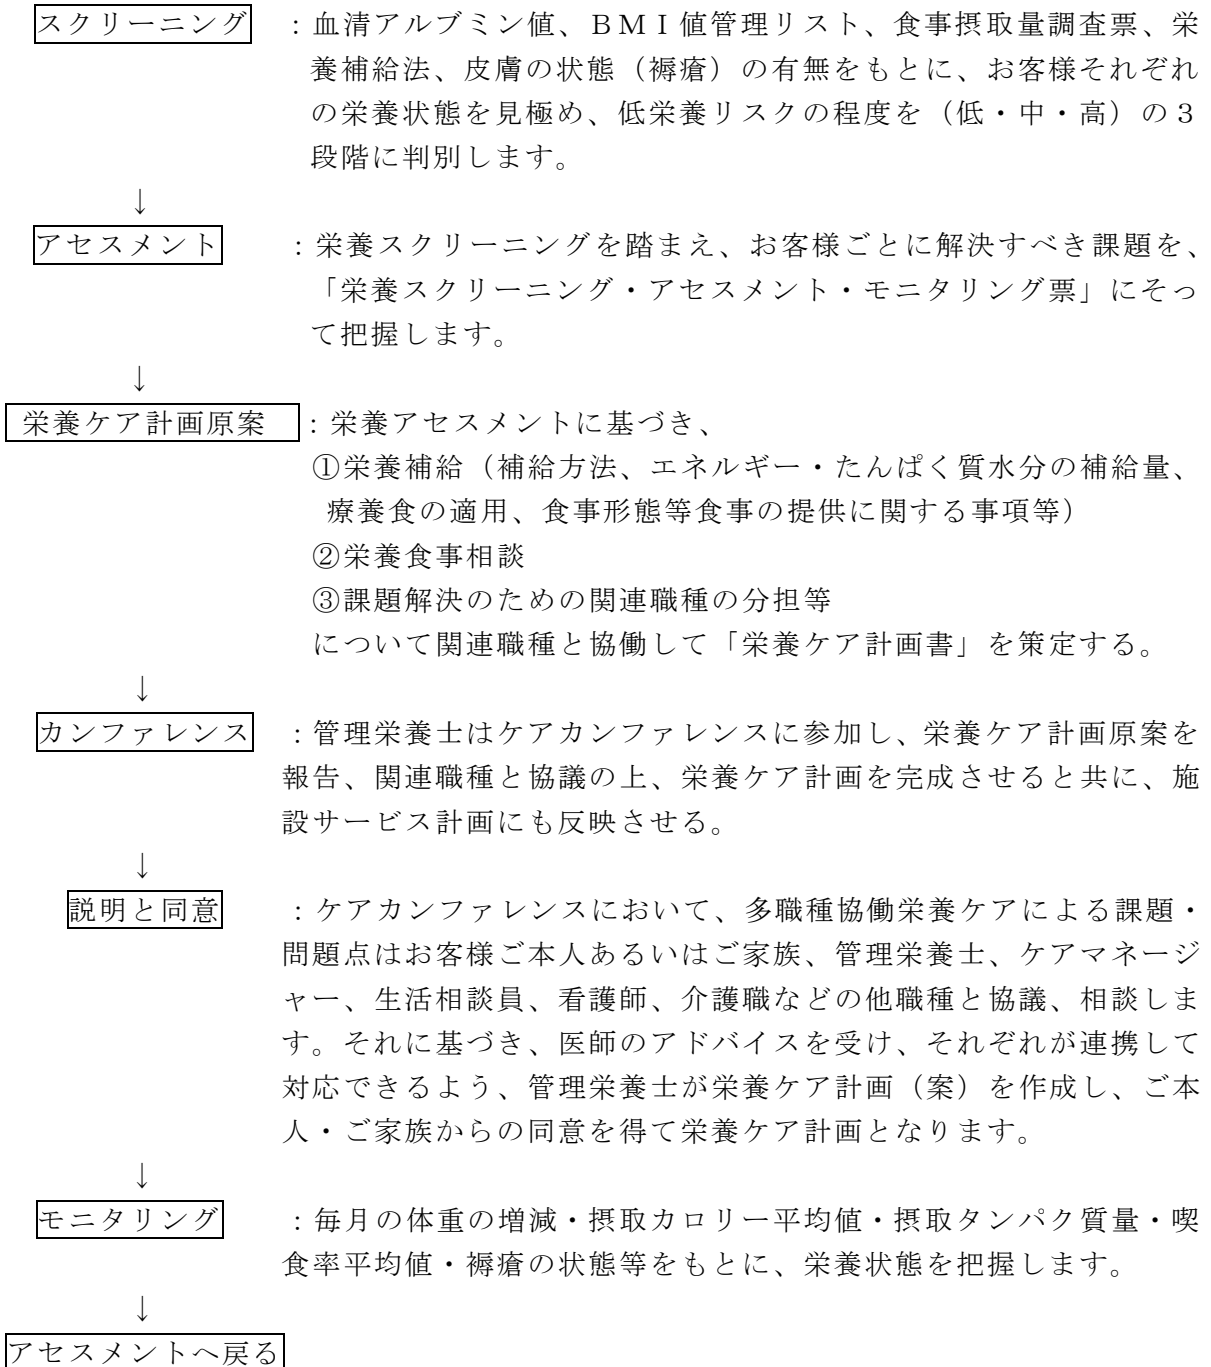 スクリーニング ：血清アルブミン値、ＢＭＩ値管理リスト、食事摂取量調査票、栄
養補給法、皮膚の状態（褥瘡）の有無をもとに、お客様それぞれ
の栄養状態を見極め、低栄養リスクの程度を（低・中・高）の３
段階に判別します。
↓
アセスメント ：栄養スクリーニングを踏まえ、お客様ごとに解決すべき課題を、
「栄養スクリーニング・アセスメント・モニタリング票」にそっ
て把握します。
↓
栄養ケア計画原案 ：栄養アセスメントに基づき、
①栄養補給（補給方法、エネルギー・たんぱく質水分の補給量、
療養食の適用、食事形態等食事の提供に関する事項等）
②栄養食事相談
③課題解決のための関連職種の分担等
について関連職種と協働して「栄養ケア計画書」を策定する。
↓
カンファレンス ：管理栄養士はケアカンファレンスに参加し、栄養ケア計画原案を
報告、関連職種と協議の上、栄養ケア計画を完成させると共に、施
設サービス計画にも反映させる。
↓
説明と同意 ：ケアカンファレンスにおいて、多職種協働栄養ケアによる課題・
問題点はお客様ご本人あるいはご家族、管理栄養士、ケアマネージ
ャー、生活相談員、看護師、介護職などの他職種と協議、相談しま
す。それに基づき、医師のアドバイスを受け、それぞれが連携して
対応できるよう、管理栄養士が栄養ケア計画（案）を作成し、ご本
人・ご家族からの同意を得て栄養ケア計画となります。
↓
モニタリング ：毎月の体重の増減・摂取カロリー平均値・摂取タンパク質量・喫
食率平均値・褥瘡の状態等をもとに、栄養状態を把握します。
↓
アセスメントへ戻る